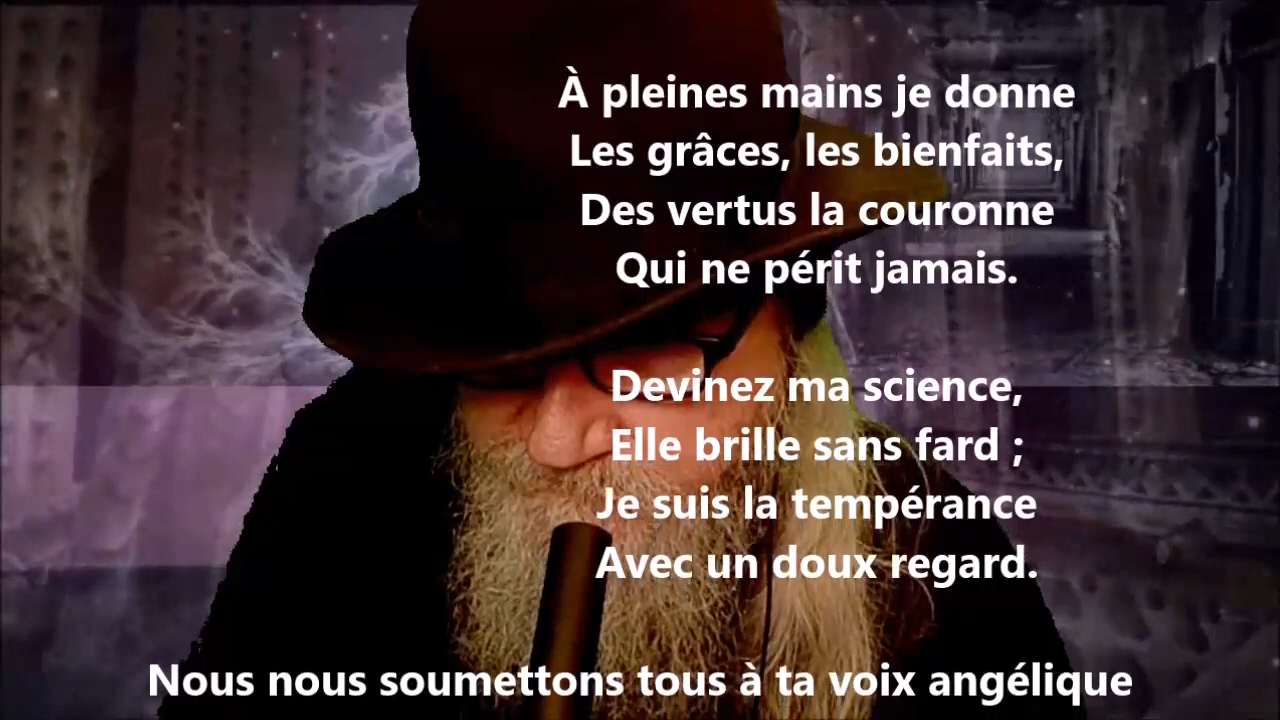 À pleines mains je donne
Les grâces, les bienfaits,
Des vertus la couronne
Qui ne périt jamais.
Devinez ma science,
Elle brille sans fard ;
Je suis la tempérance
Avec un doux regard.
Nous nous soumettons tous à ta voix angélique